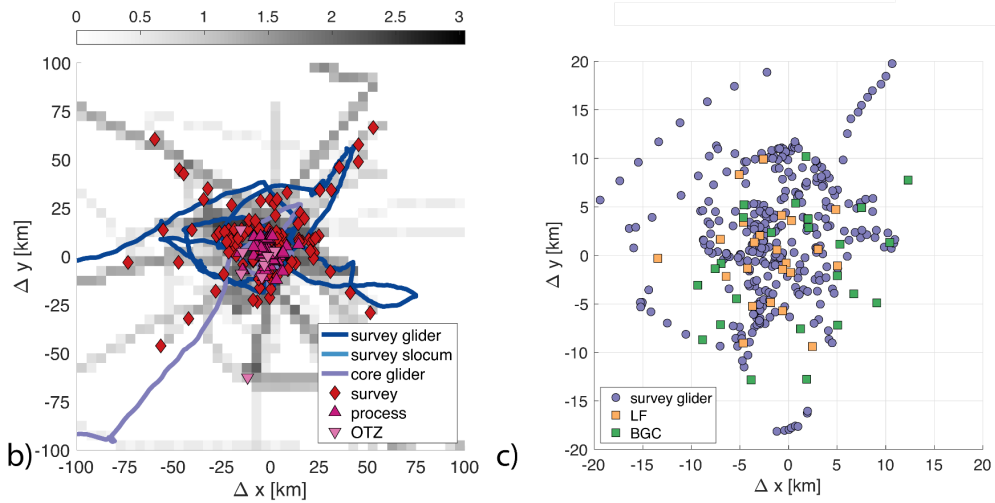 0 0.5 1 1.5 2 2.5 3
100
75
50
25
0
-25
-50
-75
-100
Δ y [km]
survey glider
survey slocum
core glider
survey
process
OTZ
-100 -75 -50 -25 0 25 50 75 100
Δ x [km]
b)
20
15
10
5
0
-5
-10
-15
-20
Δ y [km]
survey glider
LF
BGC
-20 -15 -10 -5 0 5 10 15 20
Δ x [km]
c)